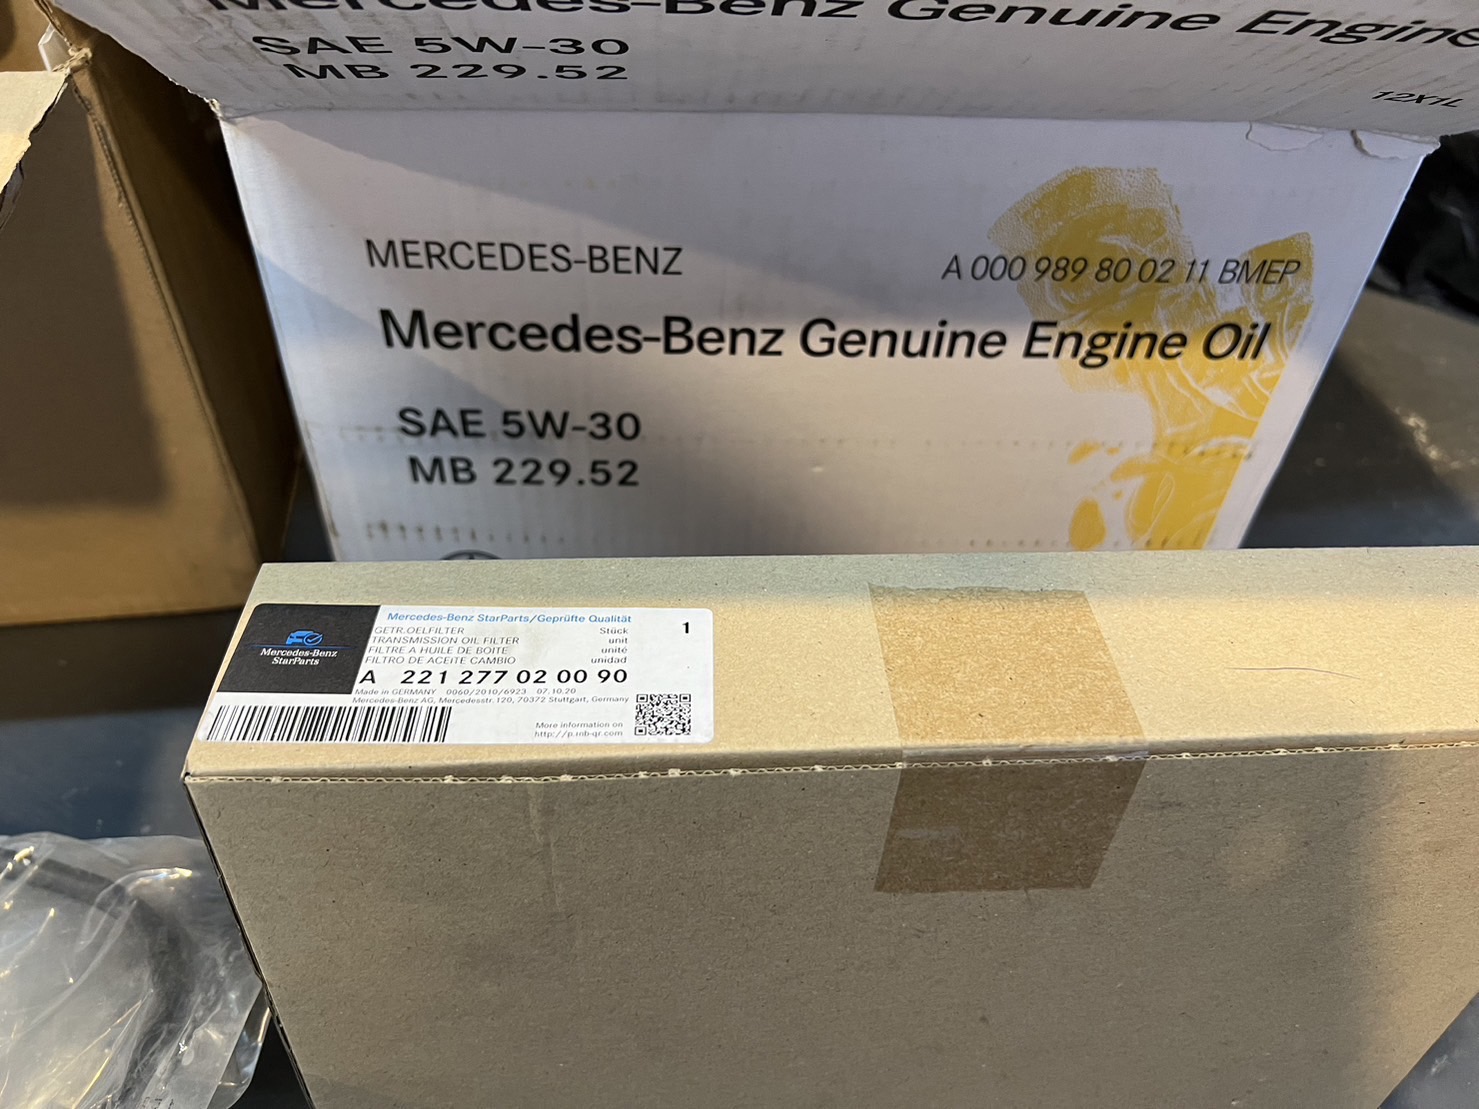 Mercedes-Benz Genuine Engine
SAE 5W-30
MB 229.52
12X1L
MERCEDES-BENZ
A 000 989 80 02 11 BMEP
Mercedes-Benz Genuine Engine Oil
SAE 5W-30
MB 229.52
Mercedes-Benz
StarParts
Mercedes-Benz StarParts/Geprüfte Qualität
GETR.OELFILTER Stück 1
TRANSMISSION OIL FILTER unit
FILTRE A HUILE DE BOITE unité
FILTRO DE ACEITE CAMBIO unidad
A 221 277 02 00 90
Made in GERMANY 0060/2010/6923 07.10.20
Mercedes-Benz AG, Mercedesstr.120, 70372 Stuttgart, Germany
More information on
http://p.mb-qr.com